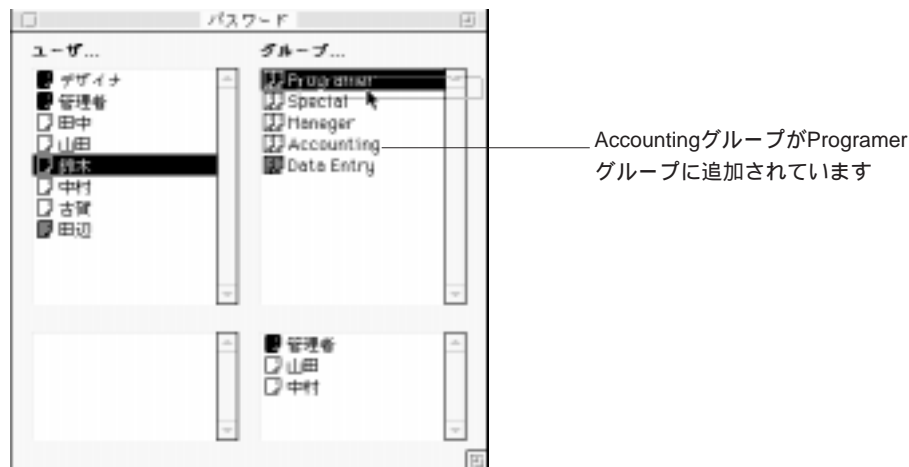 パスワード
ユーザ...
グループ...
デザイナ
管理者
田中
山田
鈴木
中村
古賀
田辺
Programer
Special
Maneger
Accounting
Data Entry
AccountingグループがProgramer
グループに追加されています
管理者
山田
中村